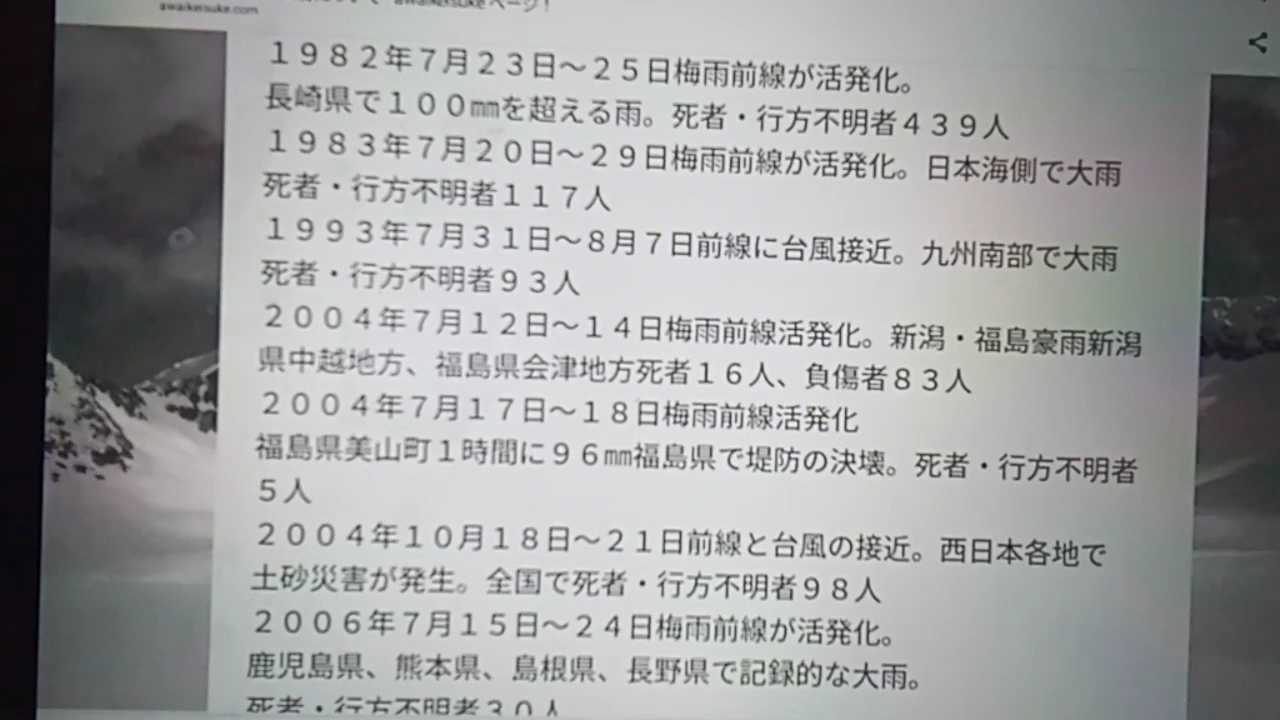 awaikeisuke.com
１９８２年７月２３日～２５日梅雨前線が活発化。
長崎県で１００㎜を超える雨。死者・行方不明者４３９人
１９８３年７月２０日～２９日梅雨前線が活発化。日本海側で大雨
死者・行方不明者１１７人
１９９３年７月３１日～８月７日前線に台風接近。九州南部で大雨
死者・行方不明者９３人
２００４年７月１２日～１４日梅雨前線活発化。新潟・福島豪雨新潟
県中越地方、福島県会津地方死者１６人、負傷者８３人
２００４年７月１７日～１８日梅雨前線活発化
福島県美山町１時間に９６㎜福島県で堤防の決壊。死者・行方不明者
５人
２００４年１０月１８日～２１日前線と台風の接近。西日本各地で
土砂災害が発生。全国で死者・行方不明者９８人
２００６年７月１５日～２４日梅雨前線が活発化。
鹿児島県、熊本県、島根県、長野県で記録的な大雨。
死者・行方不明者３０人